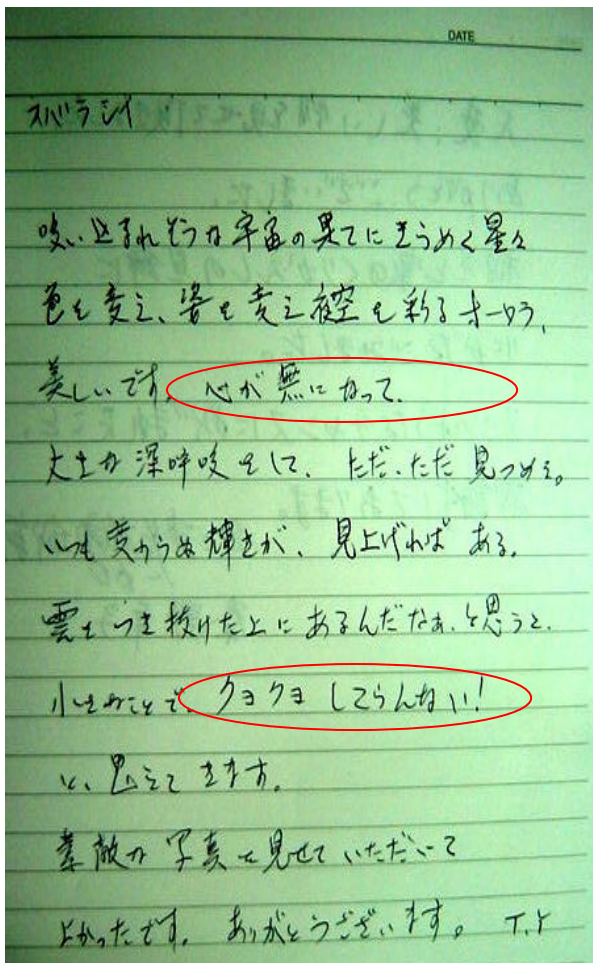 DATE
スバラシイ
吸い込まれそうな宇宙の果てにきらめく星々
色を変え、姿を変え夜空を彩るオーロラ、
美しいです。心が無になって、
大きな深呼吸をして、ただ、ただ見つめる。
いつも変わらぬ輝きが、見上げれば ある。
雲を つき抜けた上に あるんだなぁ、と思うと、
小さなことで、クヨクヨしてらんない!
と、思えてきます。
素敵な 写真を見せていただいて
よかったです。ありがとうございます。 T.Y